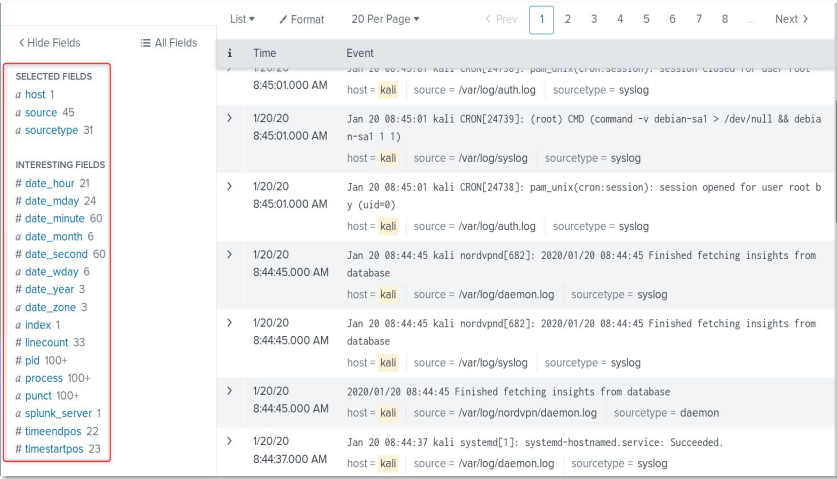 List ▾ Format 20 Per Page ▾ < Prev 1 2 3 4 5 6 7 8 ... Next >
< Hide Fields All Fields
SELECTED FIELDS
a host 1
a source 45
a sourcetype 31
INTERESTING FIELDS
# date_hour 21
# date_mday 24
# date_minute 60
a date_month 6
# date_second 60
a date_wday 6
# date_year 3
a date_zone 3
a index 1
# linecount 33
# pid 100+
a process 100+
a punct 100+
a splunk_server 1
# timeendpos 22
# timestartpos 23
i Time Event
1/20/20 Jan 20 08:45:01 kali CRON[24738]: pam_unix(cron:session): session closed for user root
8:45:01.000 AM
host = kali source = /var/log/auth.log sourcetype = syslog
> 1/20/20 Jan 20 08:45:01 kali CRON[24739]: (root) CMD (command -v debian-sa1 > /dev/null && debia
8:45:01.000 AM n-sa1 1 1)
host = kali source = /var/log/syslog sourcetype = syslog
> 1/20/20 Jan 20 08:45:01 kali CRON[24738]: pam_unix(cron:session): session opened for user root b
8:45:01.000 AM y (uid=0)
host = kali source = /var/log/auth.log sourcetype = syslog
> 1/20/20 Jan 20 08:44:45 kali nordvpnd[682]: 2020/01/20 08:44:45 Finished fetching insights from
8:44:45.000 AM database
host = kali source = /var/log/daemon.log sourcetype = syslog
> 1/20/20 Jan 20 08:44:45 kali nordvpnd[682]: 2020/01/20 08:44:45 Finished fetching insights from
8:44:45.000 AM database
host = kali source = /var/log/syslog sourcetype = syslog
> 1/20/20 2020/01/20 08:44:45 Finished fetching insights from database
8:44:45.000 AM host = kali source = /var/log/nordvpn/daemon.log sourcetype = daemon
> 1/20/20 Jan 20 08:44:37 kali systemd[1]: systemd-hostnamed.service: Succeeded.
8:44:37.000 AM host = kali source = /var/log/daemon.log sourcetype = syslog